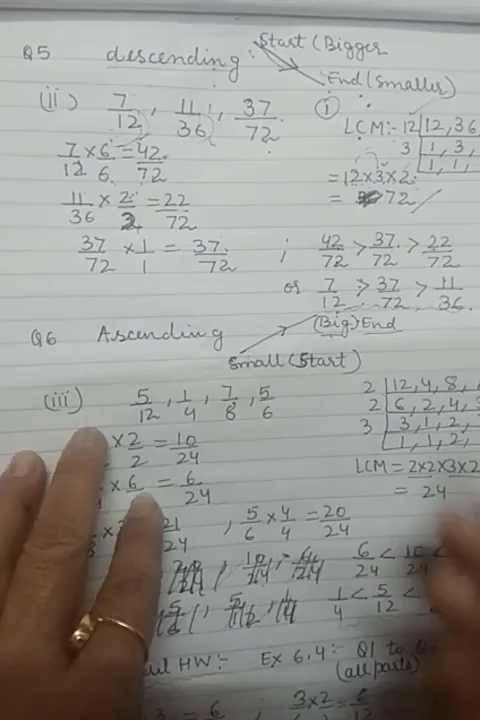 Q5 descending: Start (Bigger
End (Smaller)
(ii) 7/12, 11/36, 37/72
(i) LCM:- 12 | 12, 36
3 | 1, 3,
1, 1,
7/12 × 6/6 = 42/72
= 12×3×2
= 72
11/36 × 2/2 = 22/72
37/72 × 1/1 = 37/72 ; 42/72 > 37/72 > 22/72
or 7/12 > 37/72 > 11/36.
Q6 Ascending (Big) End
Small (Start)
(iii) 5/12, 1/4, 7/8, 5/6
2 | 12, 4, 8,
2 | 6, 2, 4, 3
3 | 3, 1, 2,
1, 1, 2,
× 2/2 = 10/24
LCM = 2×2×3×2
= 24
× 6/6 = 6/24
21/24, 5/6 × 4/4 = 20/24
6/24 < 10/24 <
1/4 < 5/12 <
HW:- Ex 6.4:- Q1 to
(all parts)